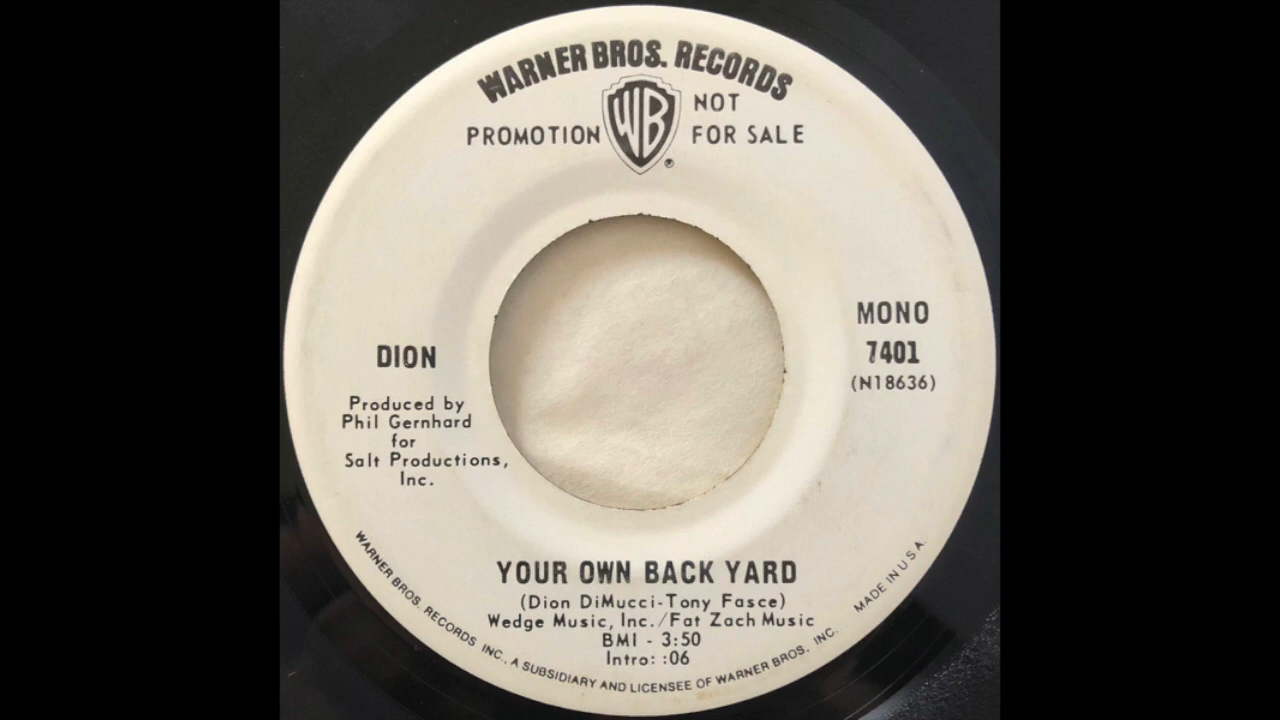 WARNER BROS. RECORDS
WB
®
PROMOTION NOT
FOR SALE
MONO
7401
(N18636)
DION
Produced by
Phil Gernhard
for
Salt Productions,
Inc.
YOUR OWN BACK YARD
(Dion DiMucci-Tony Fasce)
Wedge Music, Inc./Fat Zach Music
BMI - 3:50
Intro: :06
WARNER BROS. RECORDS INC., A SUBSIDIARY AND LICENSEE OF WARNER BROS. INC. MADE IN U.S.A.